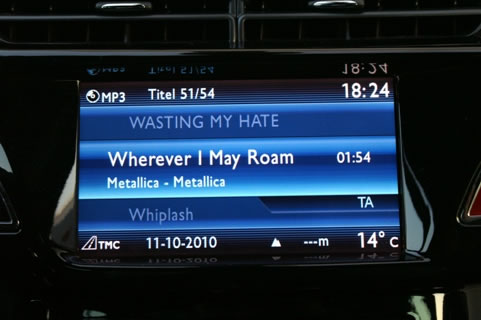 MP3 Titel 51/54 18:24
WASTING MY HATE
Wherever I May Roam 01:54
Metallica - Metallica
Whiplash TA
TMC 11-10-2010 ---m 14° C